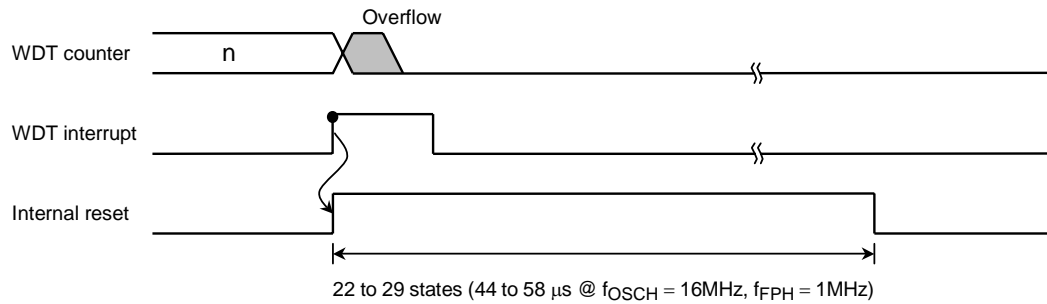 Overflow
WDT counter
n
WDT interrupt
Internal reset
22 to 29 states (44 to 58 μs @ fOSCH = 16MHz, fFPH = 1MHz)